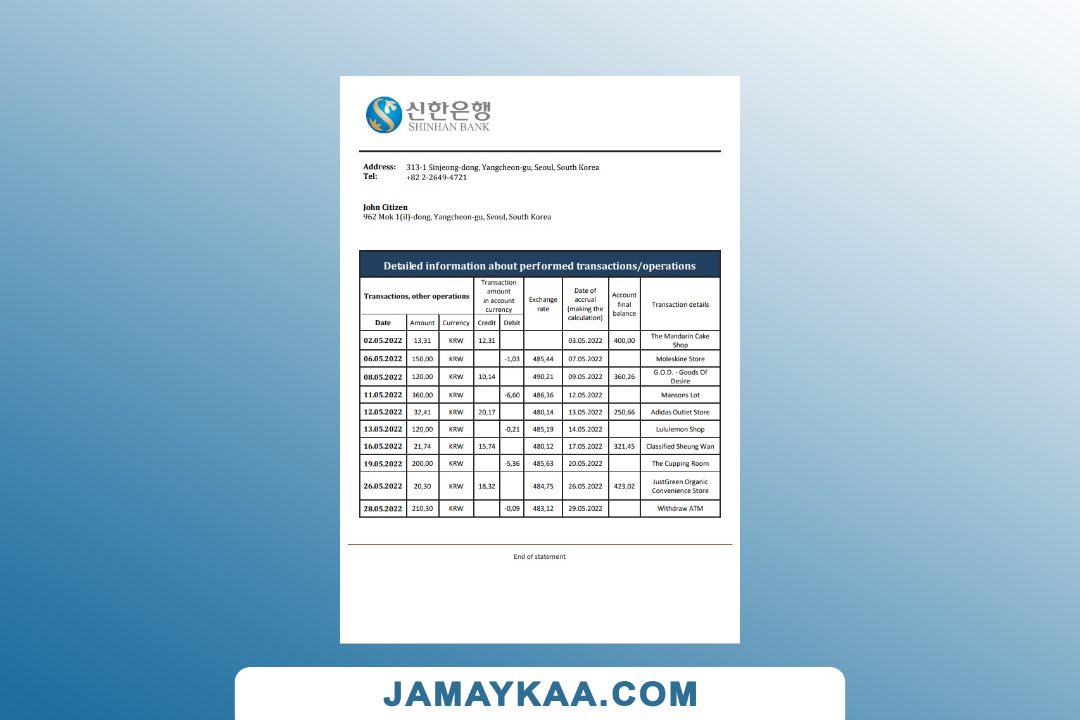 신한은행
SHINHAN BANK
Address: 313-1 Sinjeong-dong, Yangcheon-gu, Seoul, South Korea
Tel: +82 2-2649-4721
John Citizen
962 Mok 1(il)-dong, Yangcheon-gu, Seoul, South Korea
Detailed information about performed transactions/operations
Transactions, other operations
Transaction
amount
in account
currency
Exchange
rate
Date of
accrual
(making the
calculation)
Account
final
balance
Transaction details
Date Amount Currency Credit Debit
02.05.2022 13,31 KRW 12,31 03.05.2022 400,00 The Mandarin Cake
Shop
06.05.2022 150,00 KRW -1,03 485,44 07.05.2022 Moleskine Store
08.05.2022 120,00 KRW 10,14 490,21 09.05.2022 360,26 G.O.D. - Goods Of
Desire
11.05.2022 360,00 KRW -6,60 486,36 12.05.2022 Mansons Lot
12.05.2022 32,41 KRW 20,17 480,14 13.05.2022 250,66 Adidas Outlet Store
13.05.2022 120,00 KRW -0,21 485,19 14.05.2022 Lululemon Shop
16.05.2022 21,74 KRW 15,74 480,12 17.05.2022 321,45 Classified Sheung Wan
19.05.2022 200,00 KRW -5,36 485,63 20.05.2022 The Cupping Room
26.05.2022 20,30 KRW 18,32 484,75 26.05.2022 423,02 JustGreen Organic
Convenience Store
28.05.2022 210,30 KRW -0,09 483,12 29.05.2022 Withdraw ATM
End of statement
JAMAYKAA.COM